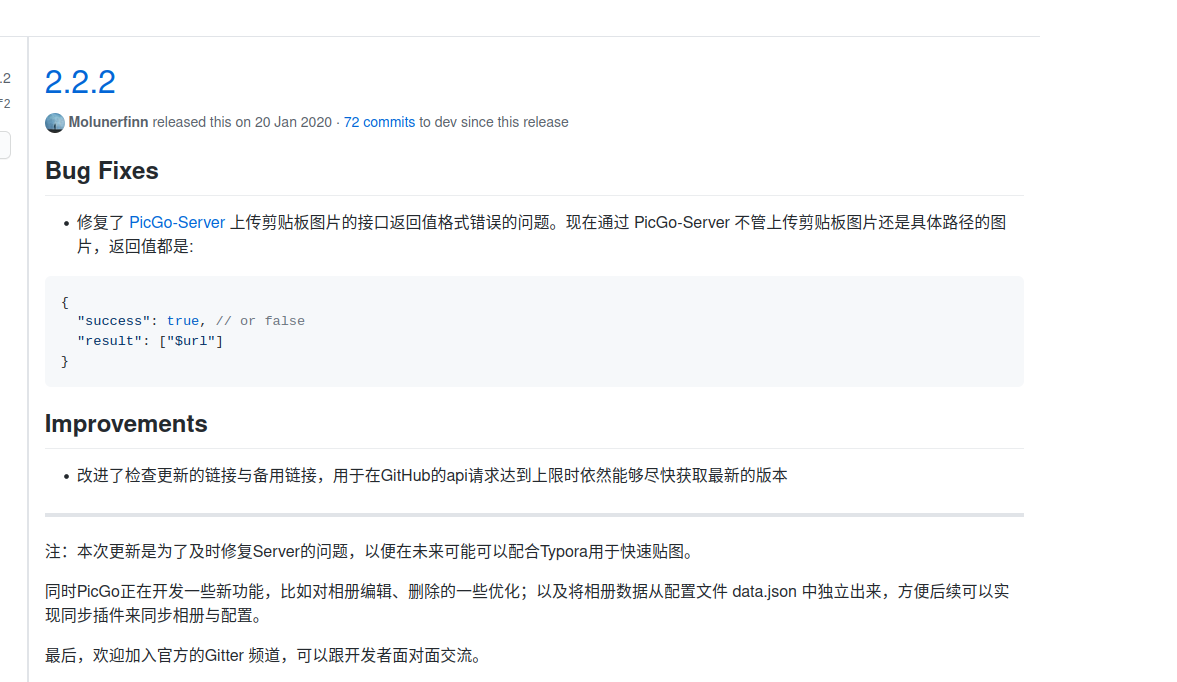 .2
f2
2.2.2
Molunerfinn released this on 20 Jan 2020 · 72 commits to dev since this release
Bug Fixes
• 修复了 PicGo-Server 上传剪贴板图片的接口返回值格式错误的问题。现在通过 PicGo-Server 不管上传剪贴板图片还是具体路径的图
片，返回值都是:
{
  "success": true, // or false
  "result": ["$url"]
}
Improvements
• 改进了检查更新的链接与备用链接，用于在GitHub的api请求达到上限时依然能够尽快获取最新的版本
注：本次更新是为了及时修复Server的问题，以便在未来可能可以配合Typora用于快速贴图。
同时PicGo正在开发一些新功能，比如对相册编辑、删除的一些优化；以及将相册数据从配置文件 data.json 中独立出来，方便后续可以实
现同步插件来同步相册与配置。
最后，欢迎加入官方的Gitter 频道，可以跟开发者面对面交流。